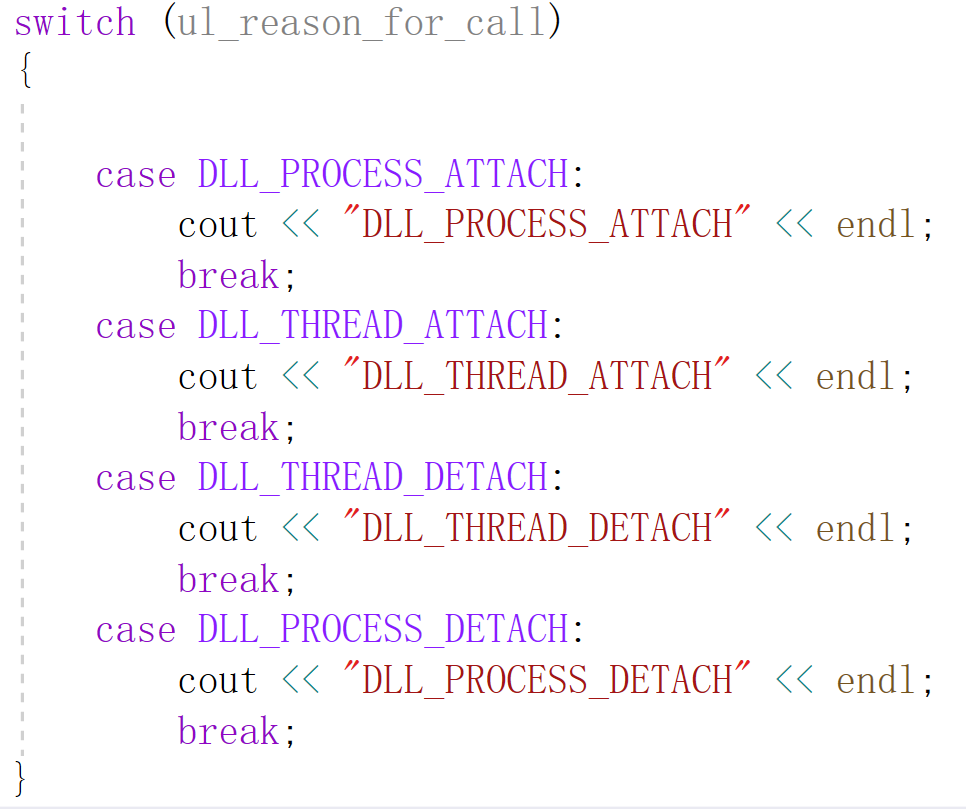 switch (ul_reason_for_call)
{
case DLL_PROCESS_ATTACH:
cout << "DLL_PROCESS_ATTACH" << endl;
break;
case DLL_THREAD_ATTACH:
cout << "DLL_THREAD_ATTACH" << endl;
break;
case DLL_THREAD_DETACH:
cout << "DLL_THREAD_DETACH" << endl;
break;
case DLL_PROCESS_DETACH:
cout << "DLL_PROCESS_DETACH" << endl;
break;
}